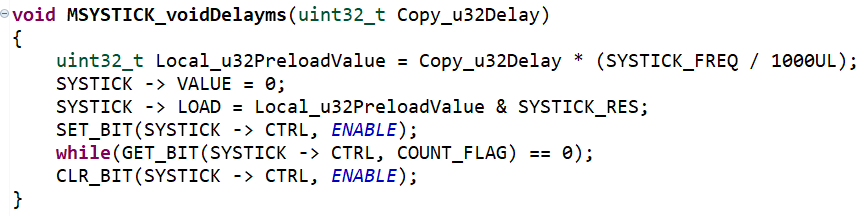 void MSYSTICK_voidDelayms(uint32_t Copy_u32Delay)
{
    uint32_t Local_u32PreloadValue = Copy_u32Delay * (SYSTICK_FREQ / 1000UL);
    SYSTICK -> VALUE = 0;
    SYSTICK -> LOAD = Local_u32PreloadValue & SYSTICK_RES;
    SET_BIT(SYSTICK -> CTRL, ENABLE);
    while(GET_BIT(SYSTICK -> CTRL, COUNT_FLAG) == 0);
    CLR_BIT(SYSTICK -> CTRL, ENABLE);
}